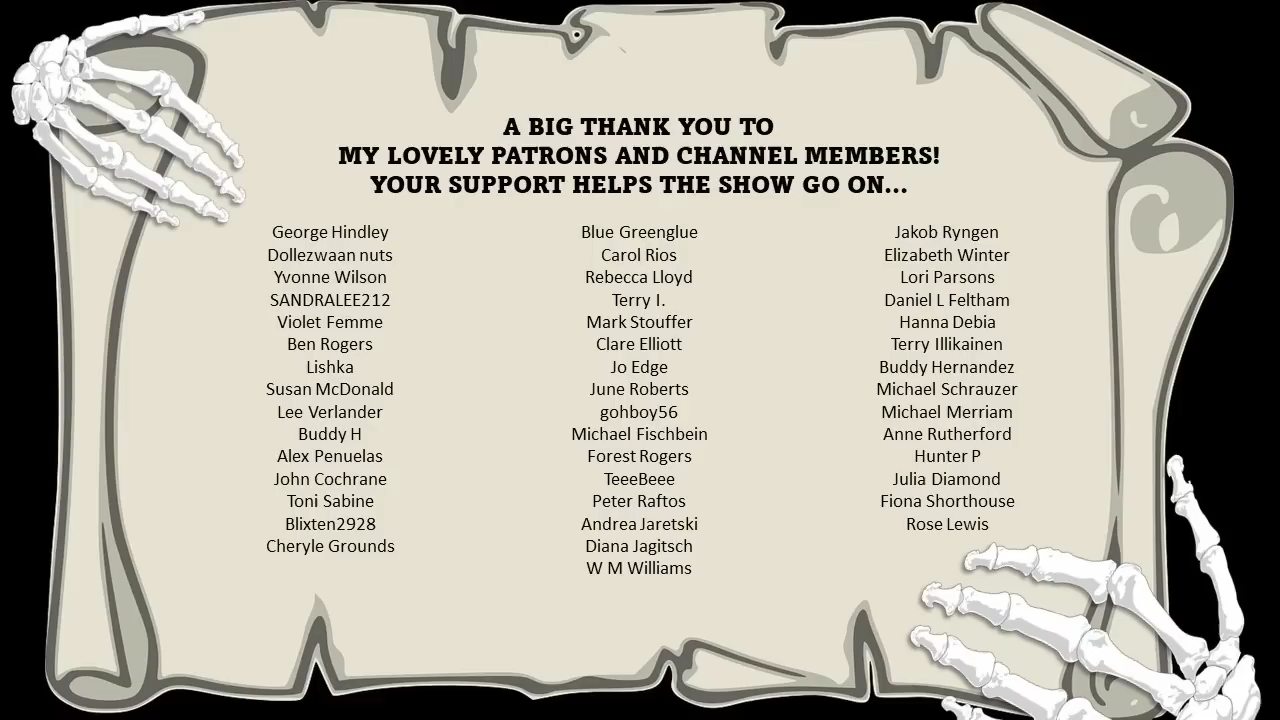 A BIG THANK YOU TO
MY LOVELY PATRONS AND CHANNEL MEMBERS!
YOUR SUPPORT HELPS THE SHOW GO ON...
George Hindley
Dollezwaan nuts
Yvonne Wilson
SANDRALEE212
Violet Femme
Ben Rogers
Lishka
Susan McDonald
Lee Verlander
Buddy H
Alex Penuelas
John Cochrane
Toni Sabine
Blixten2928
Cheryle Grounds
Blue Greenglue
Carol Rios
Rebecca Lloyd
Terry I.
Mark Stouffer
Clare Elliott
Jo Edge
June Roberts
gohboy56
Michael Fischbein
Forest Rogers
TeeeBeee
Peter Raftos
Andrea Jaretski
Diana Jagitsch
W M Williams
Jakob Ryngen
Elizabeth Winter
Lori Parsons
Daniel L Feltham
Hanna Debia
Terry Illikainen
Buddy Hernandez
Michael Schrauzer
Michael Merriam
Anne Rutherford
Hunter P
Julia Diamond
Fiona Shorthouse
Rose Lewis